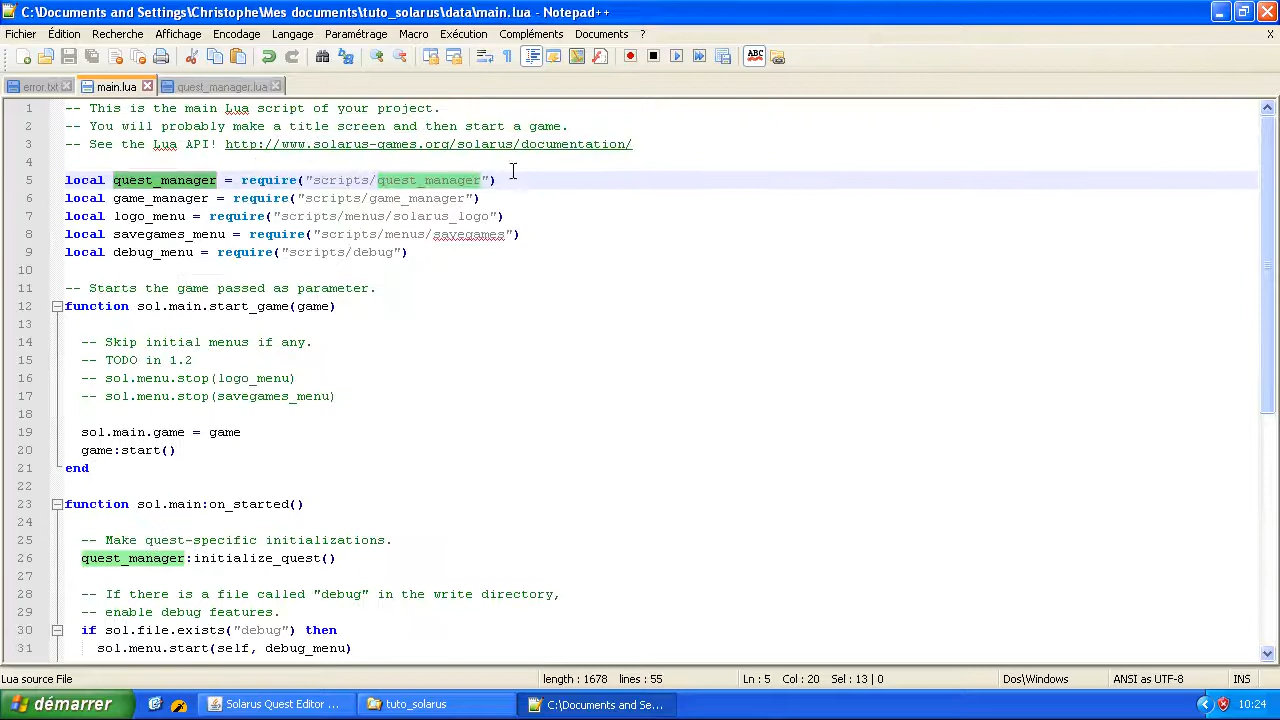 C:\Documents and Settings\Christophe\Mes documents\tuto_solarus\data\main.lua - Notepad++
Fichier Édition Recherche Affichage Encodage Langage Paramétrage Macro Exécution Compléments Documents ? X
ABC
error.txt main.lua quest_manager.lua
1 -- This is the main Lua script of your project.
2 -- You will probably make a title screen and then start a game.
3 -- See the Lua API! http://www.solarus-games.org/solarus/documentation/
4
5 local quest_manager = require("scripts/quest_manager")
6 local game_manager = require("scripts/game_manager")
7 local logo_menu = require("scripts/menus/solarus_logo")
8 local savegames_menu = require("scripts/menus/savegames")
9 local debug_menu = require("scripts/debug")
10
11 -- Starts the game passed as parameter.
12 function sol.main.start_game(game)
13
14 -- Skip initial menus if any.
15 -- TODO in 1.2
16 -- sol.menu.stop(logo_menu)
17 -- sol.menu.stop(savegames_menu)
18
19 sol.main.game = game
20 game:start()
21 end
22
23 function sol.main:on_started()
24
25 -- Make quest-specific initializations.
26 quest_manager:initialize_quest()
27
28 -- If there is a file called "debug" in the write directory,
29 -- enable debug features.
30 if sol.file.exists("debug") then
31 sol.menu.start(self, debug_menu)
Lua source File length : 1678 lines : 55 Ln : 5 Col : 20 Sel : 13 | 0 Dos\Windows ANSI as UTF-8 INS
démarrer Solarus Quest Editor ... tuto_solarus C:\Documents and Se... 10:24